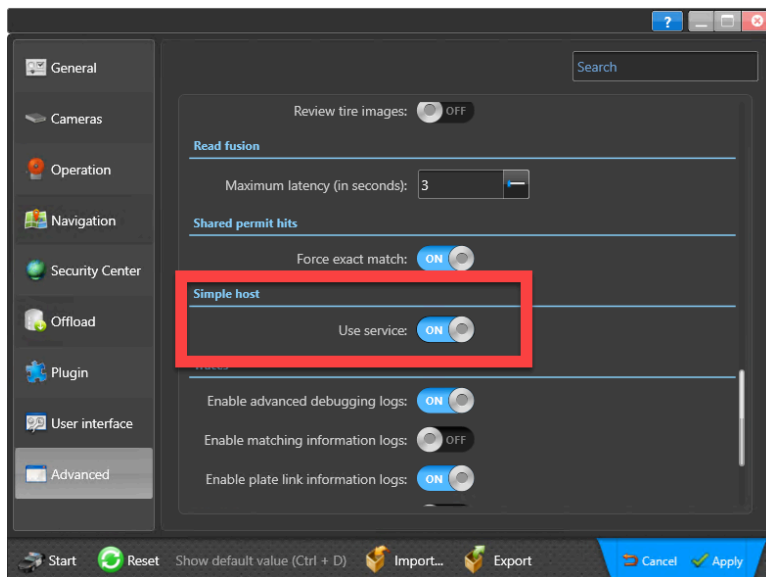 ?
General
Cameras
Operation
Navigation
Security Center
Offload
Plugin
User interface
Advanced
Search
Review tire images: OFF
Read fusion
Maximum latency (in seconds): 3
Shared permit hits
Force exact match: ON
Simple host
Use service: ON
Traces
Enable advanced debugging logs: ON
Enable matching information logs: OFF
Enable plate link information logs: ON
Start Reset Show default value (Ctrl + D) Import... Export Cancel Apply